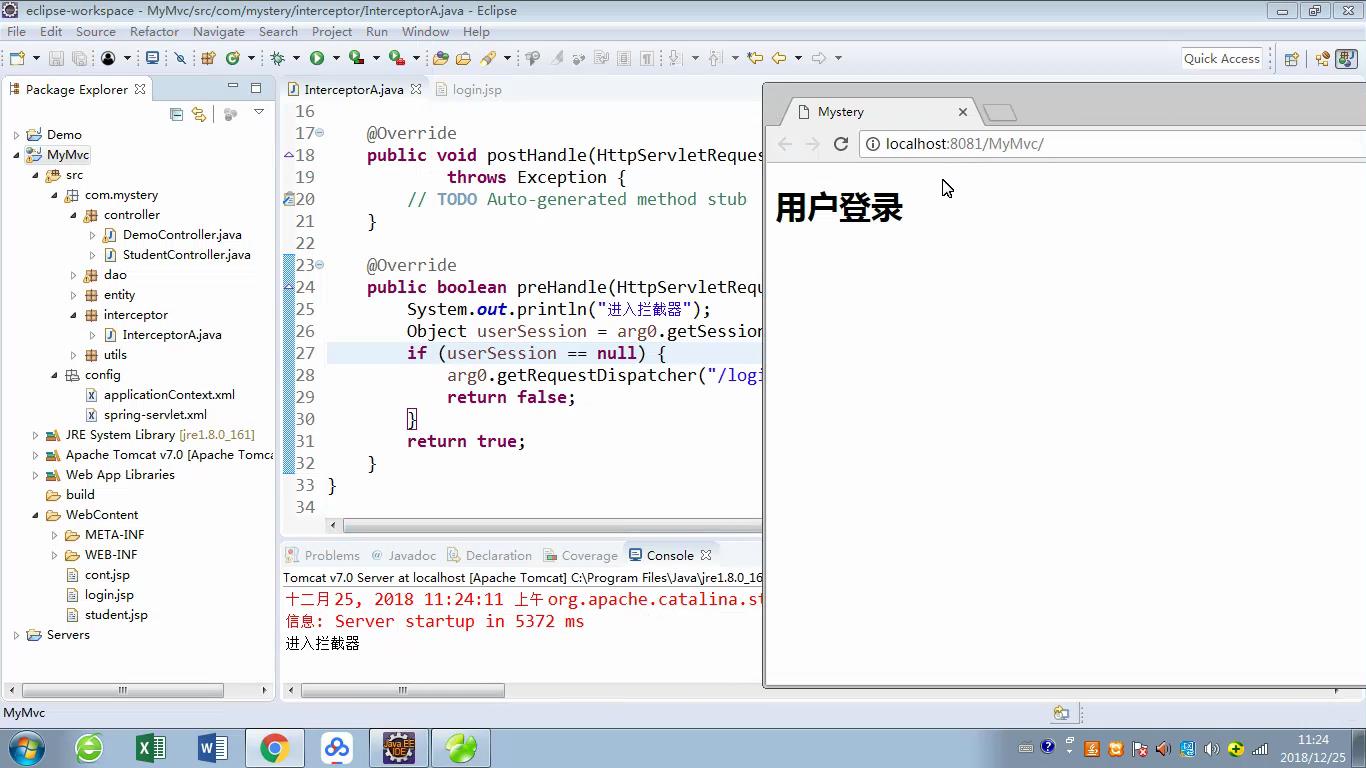 eclipse-workspace - MyMvc/src/com/mystery/interceptor/InterceptorA.java - Eclipse
File Edit Source Refactor Navigate Search Project Run Window Help
Quick Access
Package Explorer
Demo
MyMvc
src
com.mystery
controller
DemoController.java
StudentController.java
dao
entity
interceptor
InterceptorA.java
utils
config
applicationContext.xml
spring-servlet.xml
JRE System Library [jre1.8.0_161]
Apache Tomcat v7.0 [Apache Tomca
Web App Libraries
build
WebContent
META-INF
WEB-INF
cont.jsp
login.jsp
student.jsp
Servers
InterceptorA.java login.jsp
16
17 @Override
18 public void postHandle(HttpServletReques
19 throws Exception {
20 // TODO Auto-generated method stub
21 }
22
23 @Override
24 public boolean preHandle(HttpServletRequ
25 System.out.println("进入拦截器");
26 Object userSession = arg0.getSession
27 if (userSession == null) {
28 arg0.getRequestDispatcher("/logi
29 return false;
30 }
31 return true;
32 }
33 }
34
Problems @ Javadoc Declaration Coverage Console
Tomcat v7.0 Server at localhost [Apache Tomcat] C:\Program Files\Java\jre1.8.0_16
十二月 25, 2018 11:24:11 上午 org.apache.catalina.st
信息: Server startup in 5372 ms
进入拦截器
Mystery
localhost:8081/MyMvc/
用户登录
MyMvc
Java EE
IDE
11:24
2018/12/25